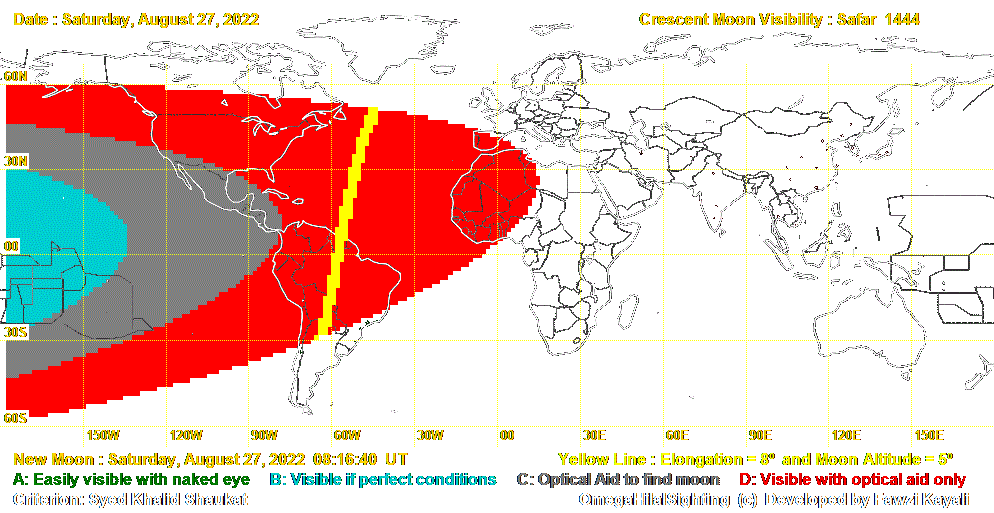 Date : Saturday, August 27, 2022
Crescent Moon Visibility : Safar 1444
60N
30N
00
30S
60S
150W 120W 90W 60W 30W 00 30E 60E 90E 120E 150E
New Moon : Saturday, August 27, 2022 08:16:40 UT
Yellow Line : Elongation = 8º and Moon Altitude = 5º
A: Easily visible with naked eye
B: Visible if perfect conditions
C: Optical Aid to find moon
D: Visible with optical aid only
Criterion: Syed Khalid Shaukat
OmegaHilalSighting (c) Developed by Fawzi Kayali